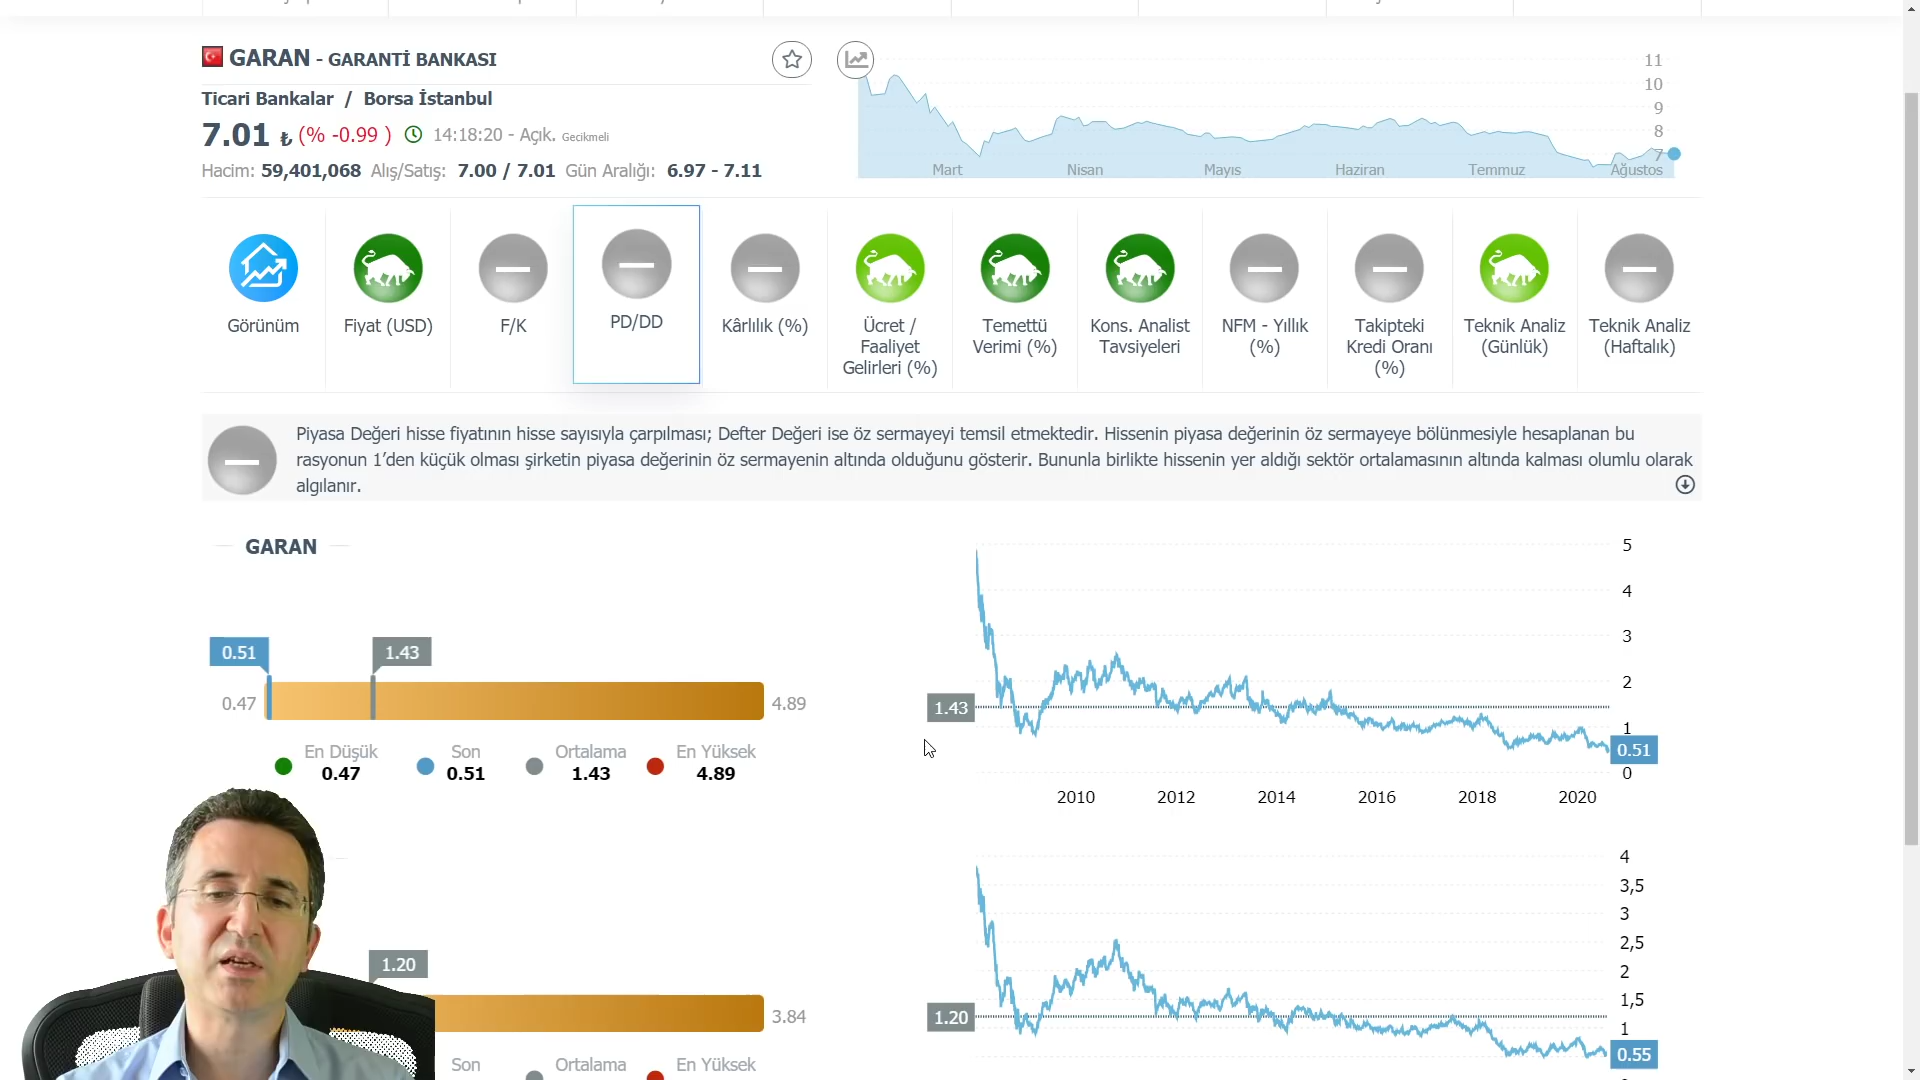 GARAN - GARANTİ BANKASI
Ticari Bankalar / Borsa İstanbul
7.01 ₺ (% -0.99 ) 14:18:20 - Açık. Gecikmeli
Hacim: 59,401,068 Alış/Satış: 7.00 / 7.01 Gün Aralığı: 6.97 - 7.11
11
10
9
8
7
Mart Nisan Mayıs Haziran Temmuz Ağustos
Görünüm
Fiyat (USD)
F/K
PD/DD
Kârlılık (%)
Ücret /
Faaliyet
Gelirleri (%)
Temettü
Verimi (%)
Kons. Analist
Tavsiyeleri
NFM - Yıllık
(%)
Takipteki
Kredi Oranı
(%)
Teknik Analiz
(Günlük)
Teknik Analiz
(Haftalık)
Piyasa Değeri hisse fiyatının hisse sayısıyla çarpılması; Defter Değeri ise öz sermayeyi temsil etmektedir. Hissenin piyasa değerinin öz sermayeye bölünmesiyle hesaplanan bu
rasyonun 1’den küçük olması şirketin piyasa değerinin öz sermayenin altında olduğunu gösterir. Bununla birlikte hissenin yer aldığı sektör ortalamasının altında kalması olumlu olarak
algılanır.
GARAN
0.51 1.43
0.47 4.89
En Düşük Son Ortalama En Yüksek
0.47 0.51 1.43 4.89
5
4
3
2
1.43
1
0.51
0
2010 2012 2014 2016 2018 2020
1.20
3.84
Son Ortalama En Yüksek
4
3,5
3
2,5
2
1,5
1.20
1
0.55